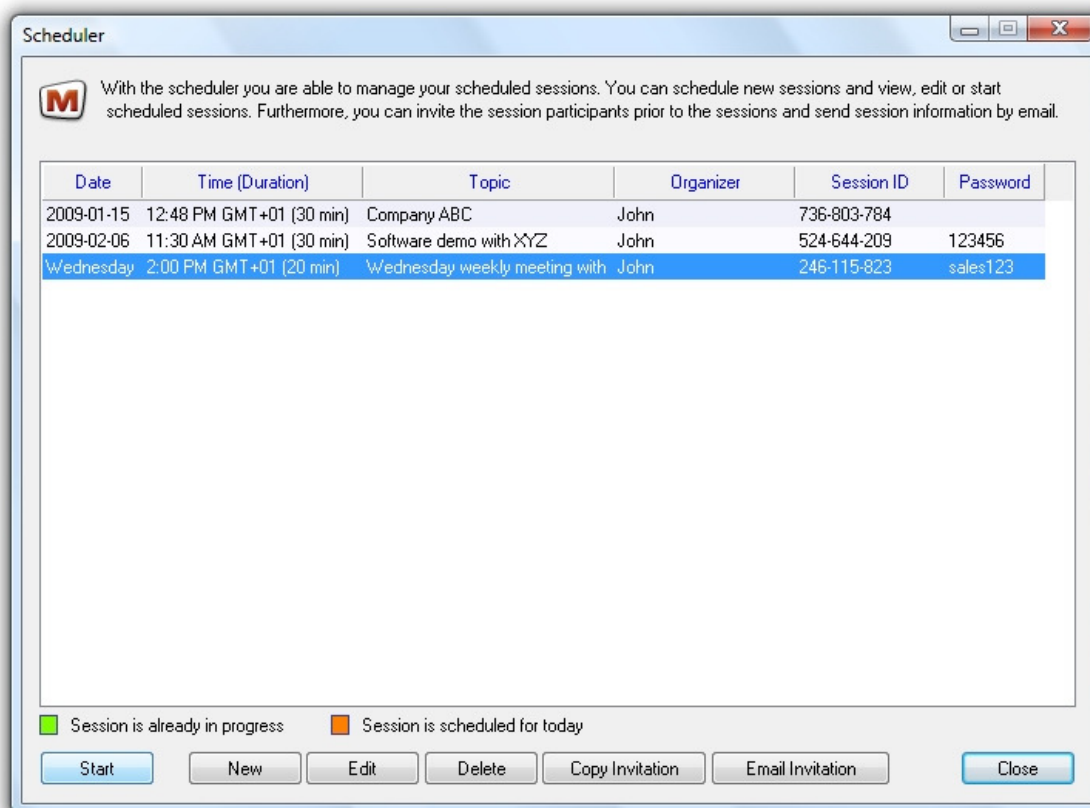 Scheduler
M
With the scheduler you are able to manage your scheduled sessions. You can schedule new sessions and view, edit or start
scheduled sessions. Furthermore, you can invite the session participants prior to the sessions and send session information by email.
Date Time (Duration) Topic Organizer Session ID Password
2009-01-15 12:48 PM GMT+01 (30 min) Company ABC John 736-803-784
2009-02-06 11:30 AM GMT+01 (30 min) Software demo with XYZ John 524-644-209 123456
Wednesday 2:00 PM GMT+01 (20 min) Wednesday weekly meeting with John 246-115-823 sales123
Session is already in progress Session is scheduled for today
Start New Edit Delete Copy Invitation Email Invitation Close